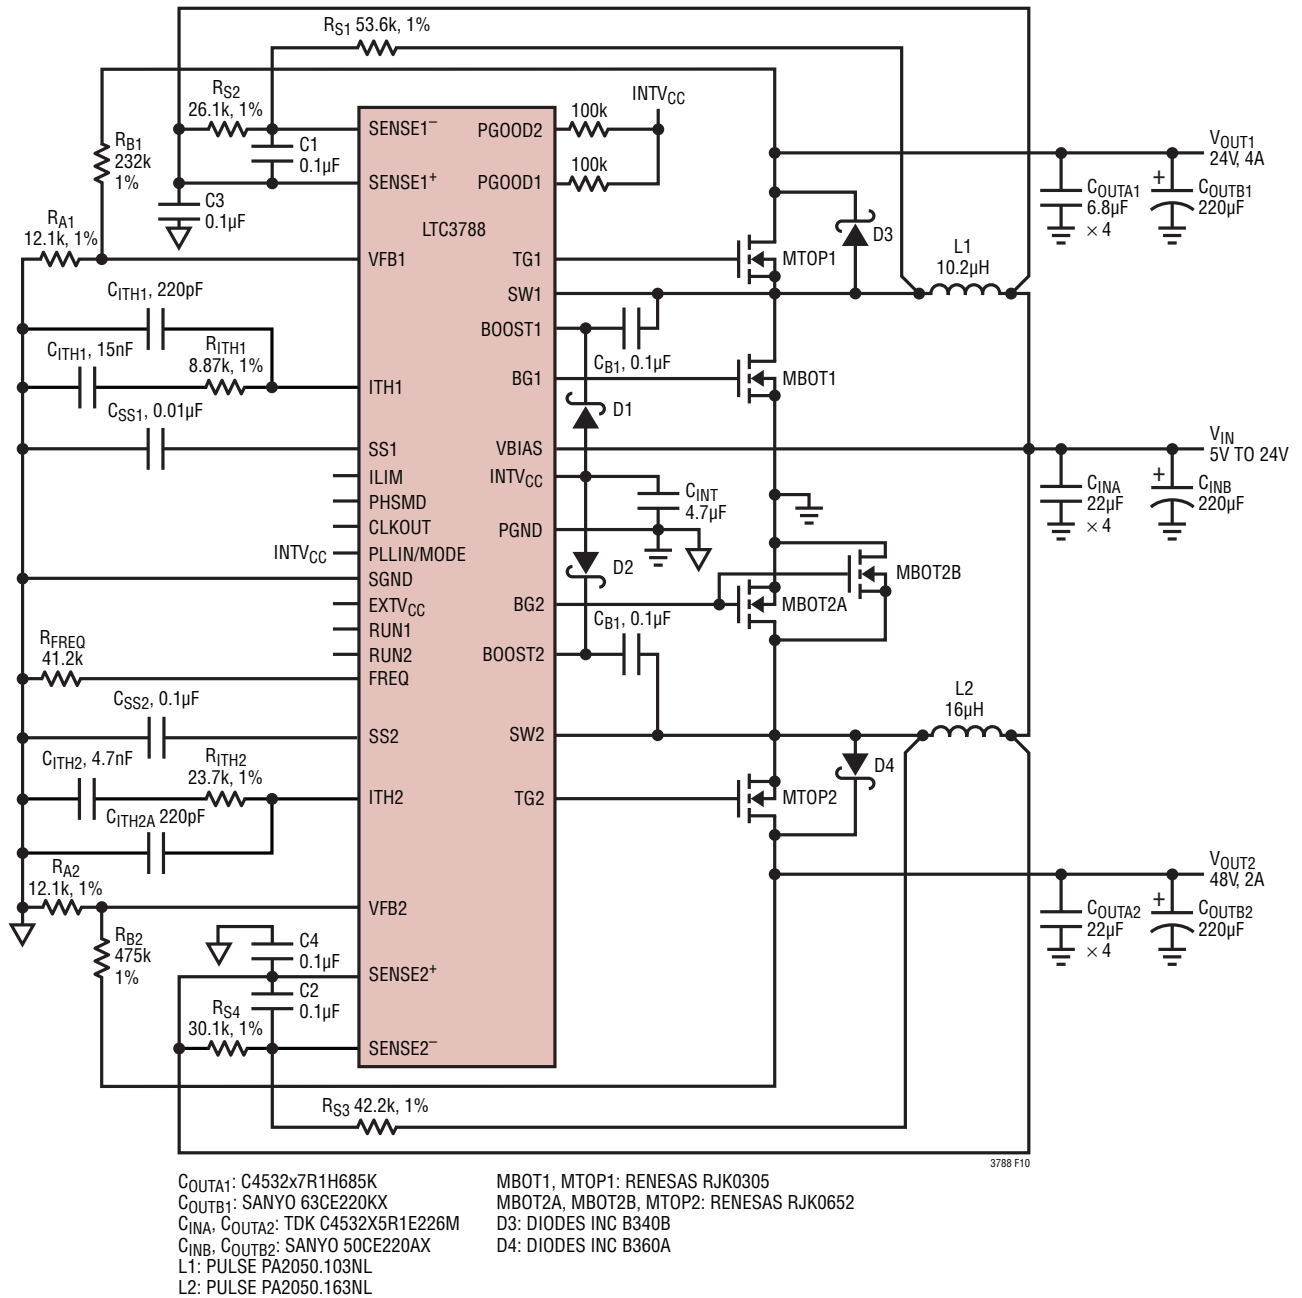 RS1 53.6k, 1%
RS2
26.1k, 1%
C1
0.1µF
RB1
232k
1%
C3
0.1µF
RA1
12.1k, 1%
CITH1, 220pF
CITH1, 15nF
RITH1
8.87k, 1%
CSS1, 0.01µF
INTVCC
RFREQ
41.2k
CSS2, 0.1µF
CITH2, 4.7nF
RITH2
23.7k, 1%
CITH2A 220pF
RA2
12.1k, 1%
RB2
475k
1%
C4
0.1µF
C2
0.1µF
RS4
30.1k, 1%
RS3 42.2k, 1%
LTC3788
SENSE1–
SENSE1+
VFB1
ITH1
SS1
ILIM
PHSMD
CLKOUT
PLLIN/MODE
SGND
EXTVCC
RUN1
RUN2
FREQ
SS2
ITH2
VFB2
SENSE2+
SENSE2–
PGOOD2
PGOOD1
TG1
SW1
BOOST1
BG1
VBIAS
INTVCC
PGND
BG2
BOOST2
SW2
TG2
INTVCC
100k
100k
CB1, 0.1µF
D1
CINT
4.7µF
D2
CB1, 0.1µF
MTOP1
D3
MBOT1
MBOT2B
MBOT2A
MTOP2
D4
L1
10.2µH
L2
16µH
VOUT1
24V, 4A
COUTA1
6.8µF
× 4
+
COUTB1
220µF
VIN
5V TO 24V
CINA
22µF
× 4
+
CINB
220µF
VOUT2
48V, 2A
COUTA2
22µF
× 4
+
COUTB2
220µF
3788 F10
COUTA1: C4532x7R1H685K
COUTB1: SANYO 63CE220KX
CINA, COUTA2: TDK C4532X5R1E226M
CINB, COUTB2: SANYO 50CE220AX
L1: PULSE PA2050.103NL
L2: PULSE PA2050.163NL
MBOT1, MTOP1: RENESAS RJK0305
MBOT2A, MBOT2B, MTOP2: RENESAS RJK0652
D3: DIODES INC B340B
D4: DIODES INC B360A